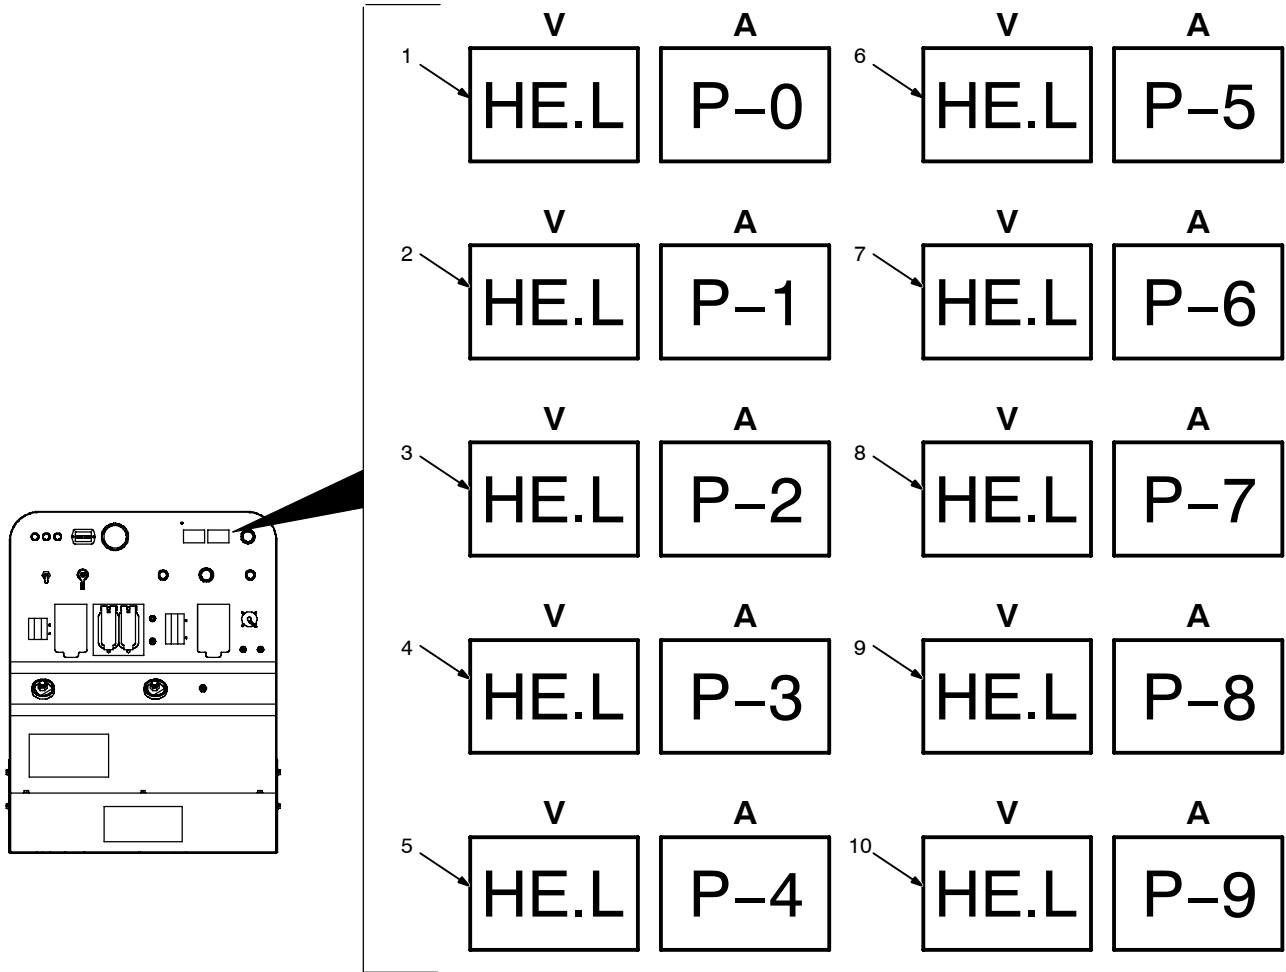 V A V A
1 HE.L P–0 6 HE.L P–5
V A V A
2 HE.L P–1 7 HE.L P–6
V A V A
3 HE.L P–2 8 HE.L P–7
V A V A
4 HE.L P–3 9 HE.L P–8
V A V A
5 HE.L P–4 10 HE.L P–9